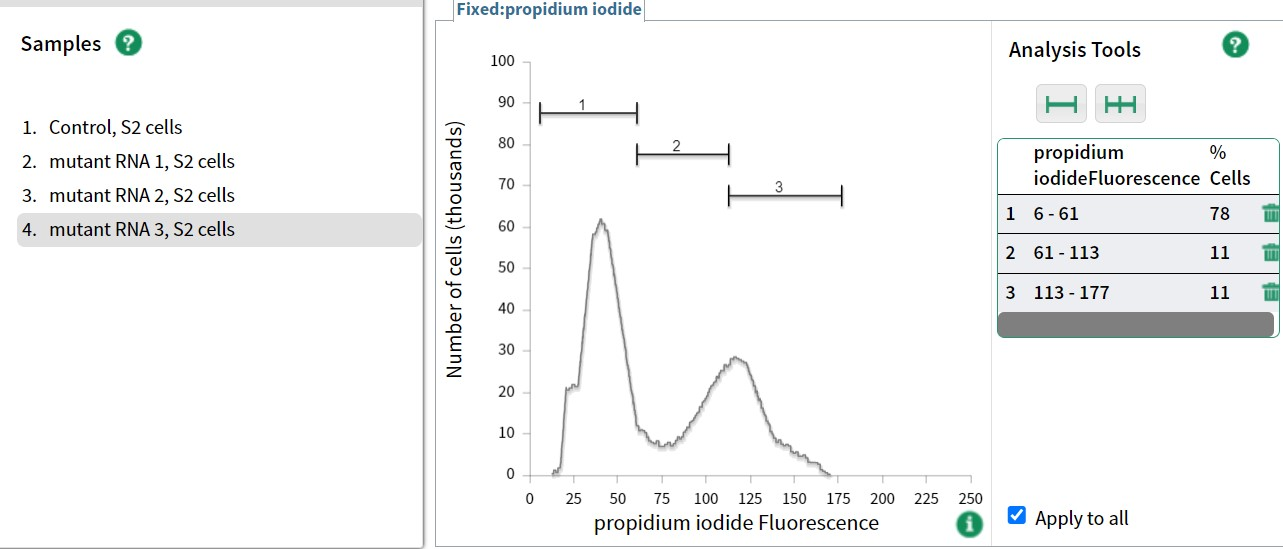 Fixed:propidium iodide
Samples ?
1. Control, S2 cells
2. mutant RNA 1, S2 cells
3. mutant RNA 2, S2 cells
4. mutant RNA 3, S2 cells
Number of cells (thousands)
100
90
80
70
60
50
40
30
20
10
0
1
2
3
0 25 50 75 100 125 150 175 200 225 250
propidium iodide Fluorescence
i
Analysis Tools ?
propidium %
iodideFluorescence Cells
1 6 - 61 78
2 61 - 113 11
3 113 - 177 11
Apply to all